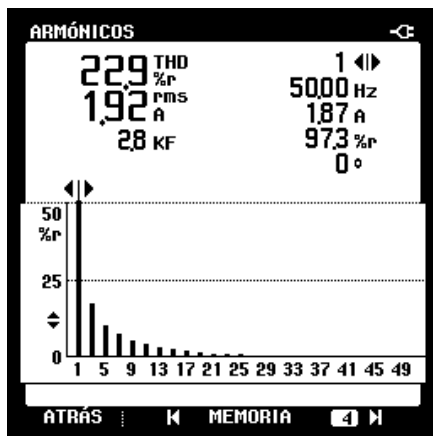 ARMÓNICOS
22,9 THD %r
1,92 rms A
2,8 KF
1
50,00 Hz
1,87 A
97,3 %r
0 °
50
%r
25
0
1 5 9 13 17 21 25 29 33 37 41 45 49
ATRÁS MEMORIA 4